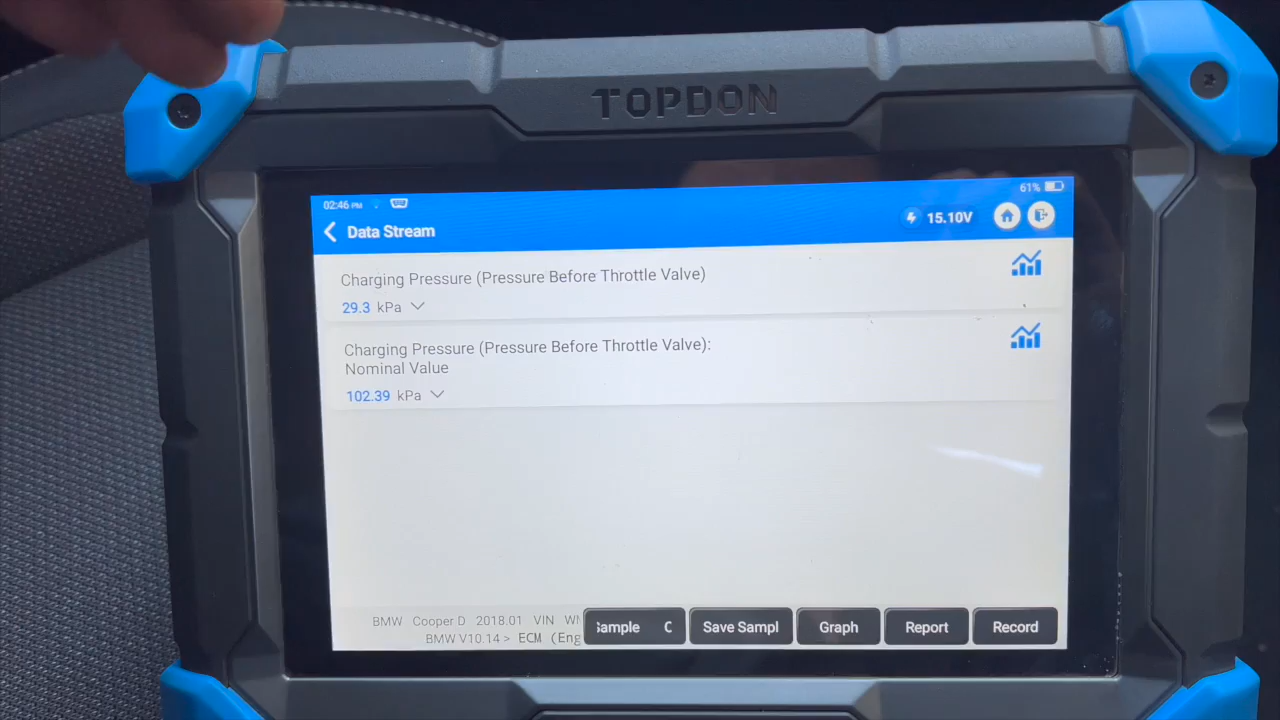 TOPDON
02:46 PM
61%
Data Stream
15.10V
Charging Pressure (Pressure Before Throttle Valve)
29.3 kPa
Charging Pressure (Pressure Before Throttle Valve):
Nominal Value
102.39 kPa
BMW Cooper D 2018.01 VIN
BMW V10.14 > ECM (Eng
Sample C
Save Sampl
Graph
Report
Record